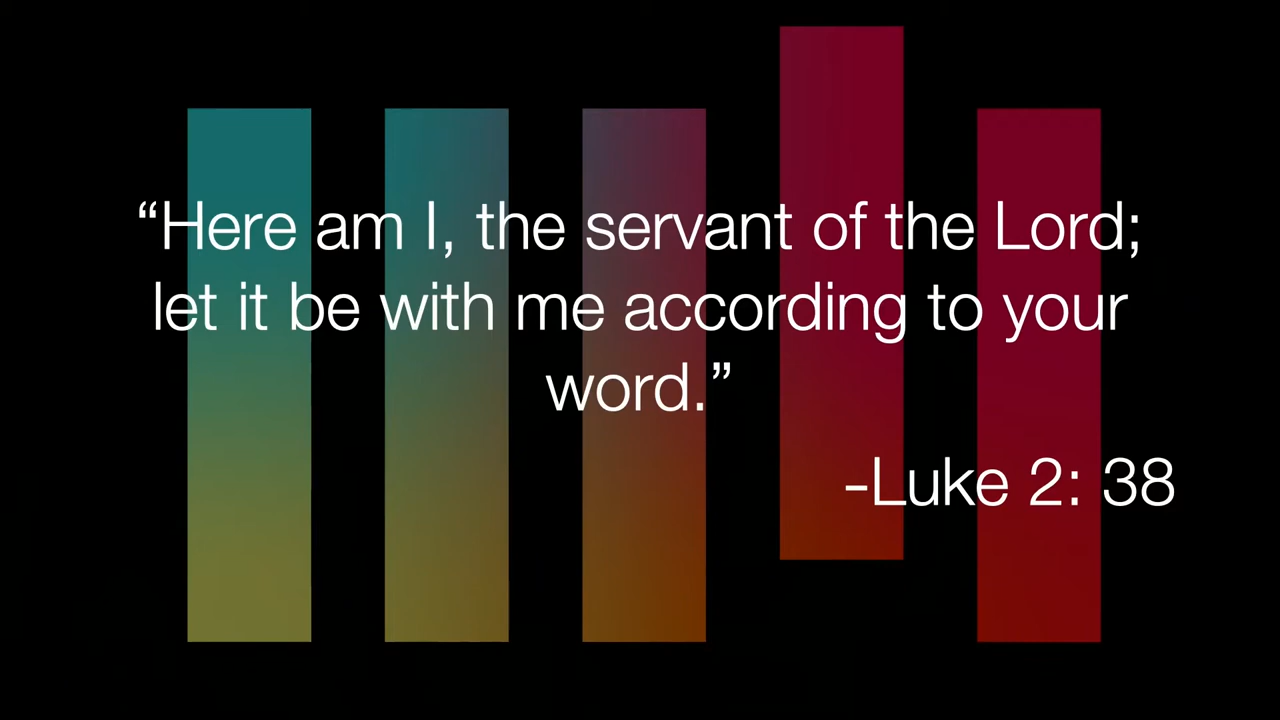 “Here am I, the servant of the Lord;
let it be with me according to your
word.”
-Luke 2: 38